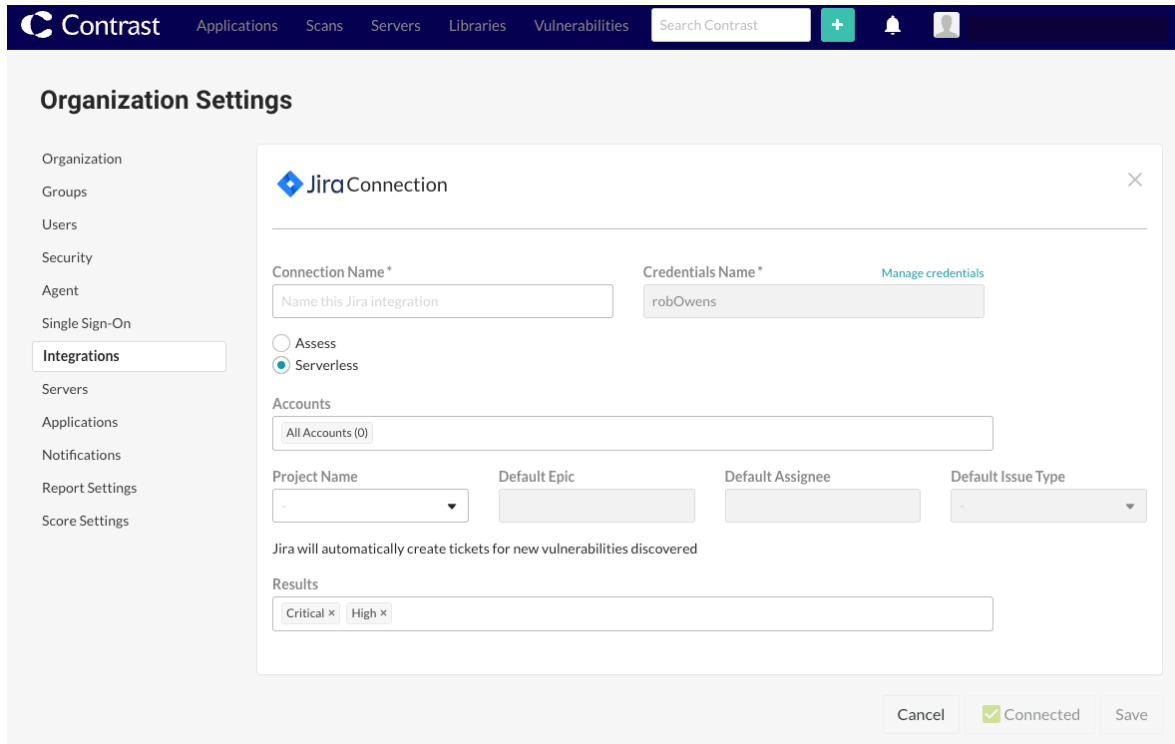 Contrast Applications Scans Servers Libraries Vulnerabilities Search Contrast +
Organization Settings
Organization
Groups
Users
Security
Agent
Single Sign-On
Integrations
Servers
Applications
Notifications
Report Settings
Score Settings
Jira Connection
Connection Name * Credentials Name * Manage credentials
Name this Jira integration robOwens
Assess
Serverless
Accounts
All Accounts (0)
Project Name Default Epic Default Assignee Default Issue Type
- -
Jira will automatically create tickets for new vulnerabilities discovered
Results
Critical × High ×
Cancel Connected Save